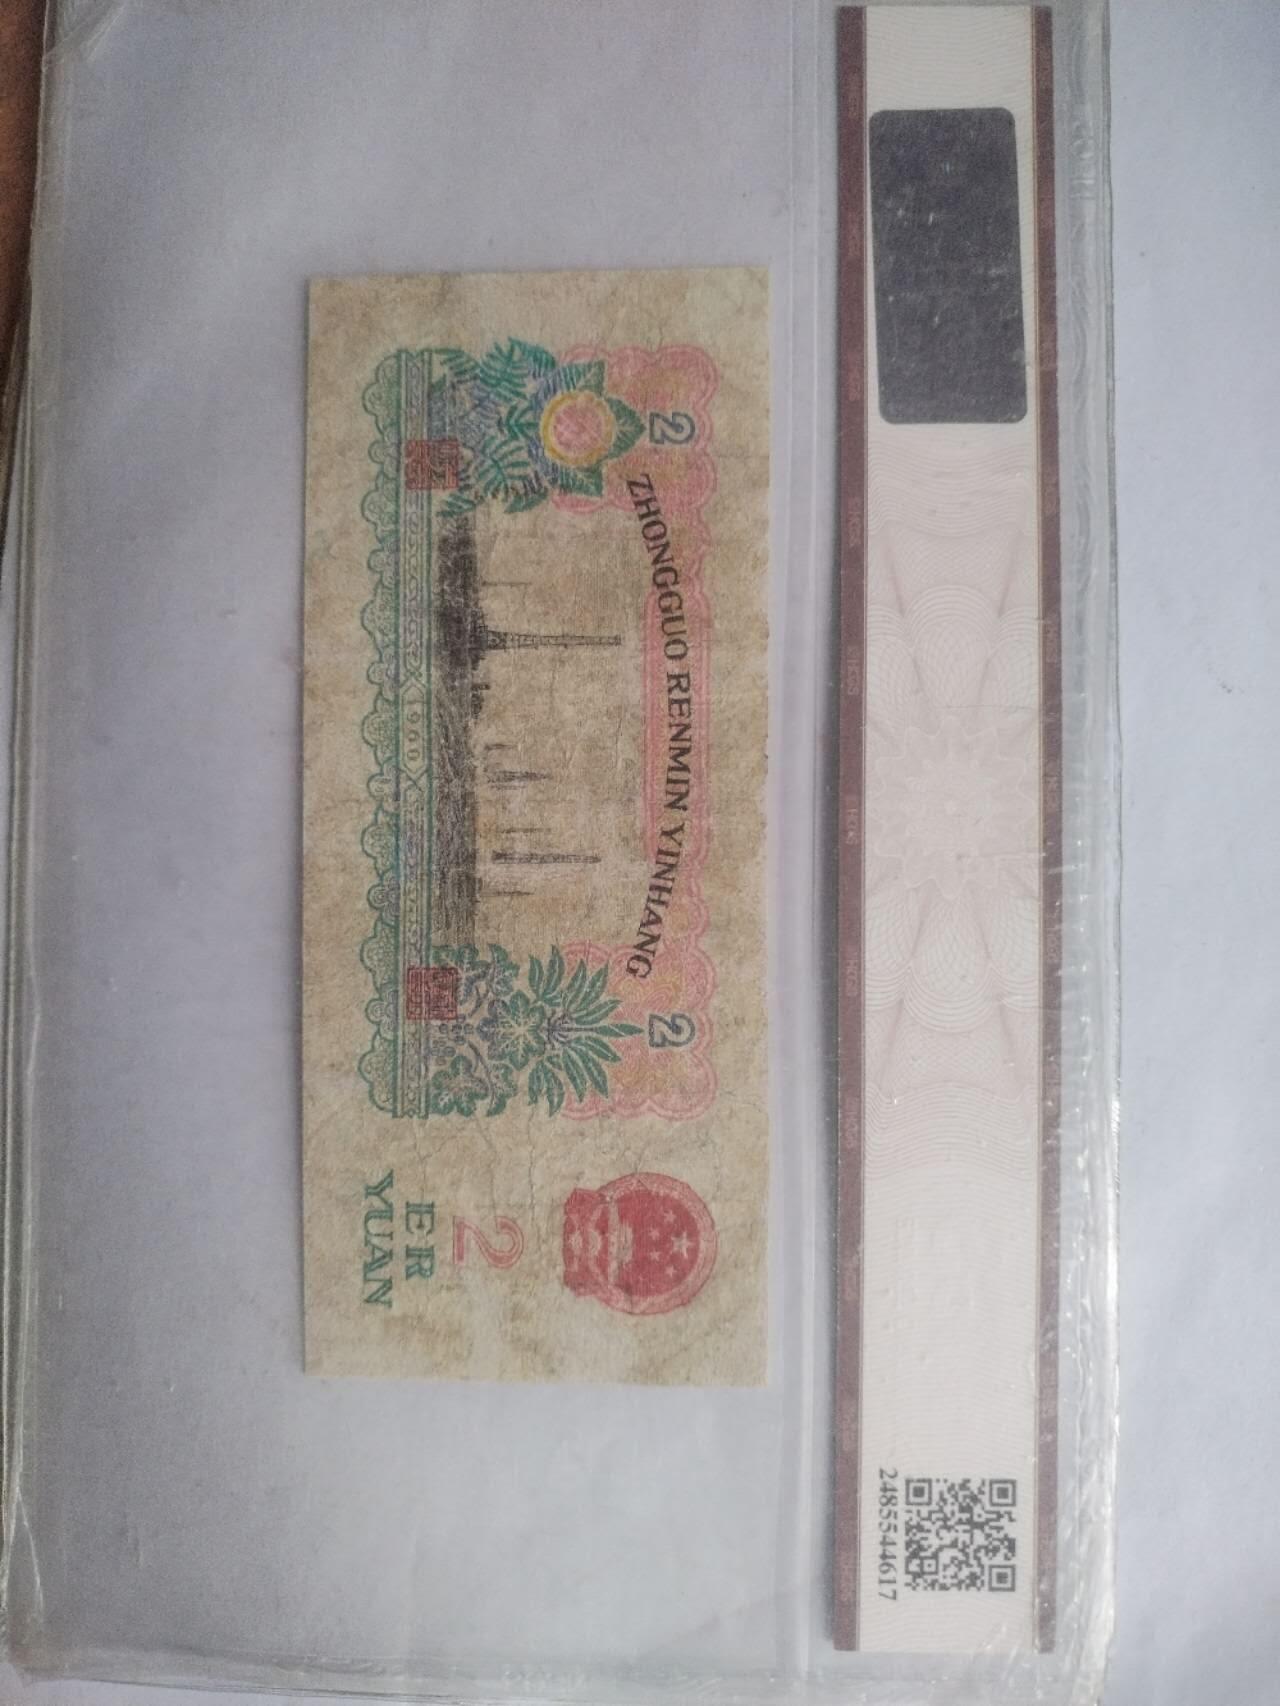 2 ZHONGGUO RENMIN YINHANG 2
1960
2
ER
YUAN
2485544617